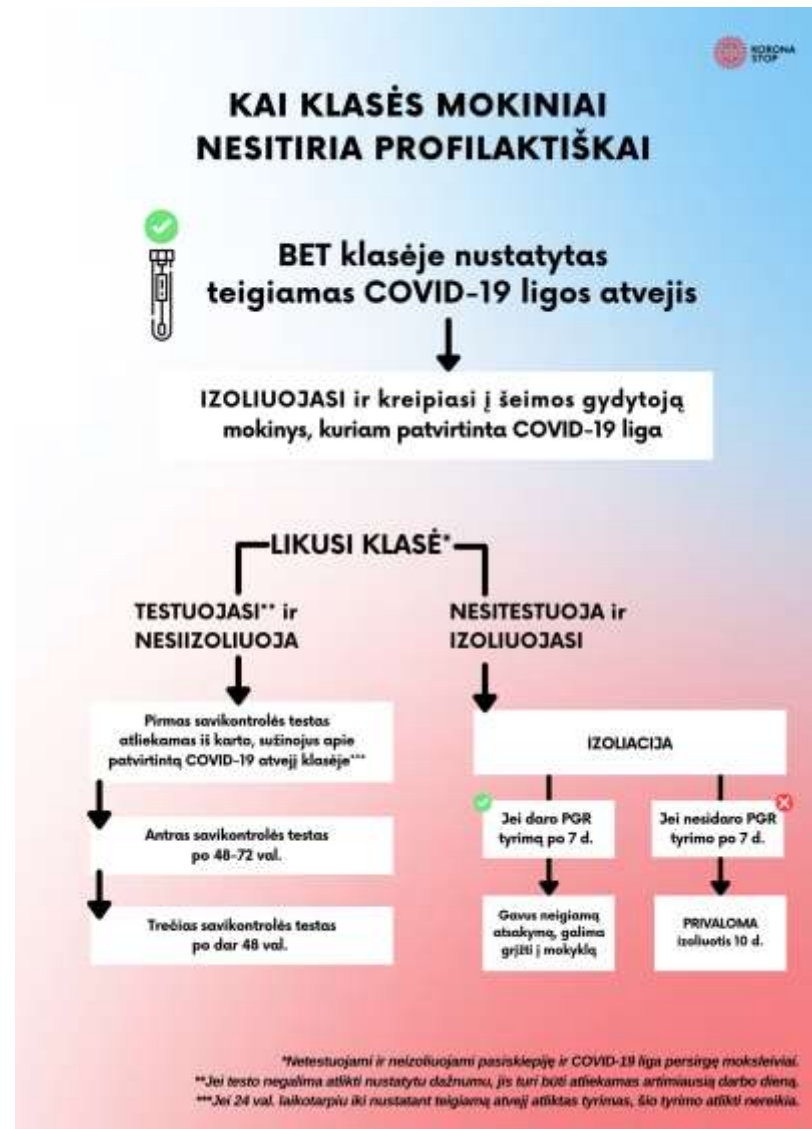 KORONA
STOP
KAI KLASĖS MOKINIAI
NESITIRIA PROFILAKTIŠKAI
BET klasėje nustatytas
teigiamas COVID-19 ligos atvejis
IZOLIUOJASI ir kreipiasi į šeimos gydytoją
mokinys, kuriam patvirtinta COVID-19 liga
LIKUSI KLASĖ*
TESTUOJASI** ir
NESIIZOLIUOJA
Pirmas savikontrolės testas
atliekamas iš karto, sužinojus apie
patvirtintą COVID-19 atvejį klasėje***
Antras savikontrolės testas
po 48-72 val.
Trečias savikontrolės testas
po dar 48 val.
NESITESTUOJA ir
IZOLIUOJASI
IZOLIACIJA
Jei daro PGR
tyrimą po 7 d.
Gavus neigiamą
atsakymą, galima
grįžti į mokyklą
Jei nesidaro PGR
tyrimo po 7 d.
PRIVALOMA
izoliuotis 10 d.
*Netestuojami ir neizoliuojami pasiskiepiję ir COVID-19 liga persirgę moksleiviai.
**Jei testo negalima atlikti nustatytu dažnumu, jis turi būti atliekamas artimiausią darbo dieną.
***Jei 24 val. laikotarpiu iki nustatant teigiamą atvejį atliktas tyrimas, šio tyrimo atlikti nereikia.